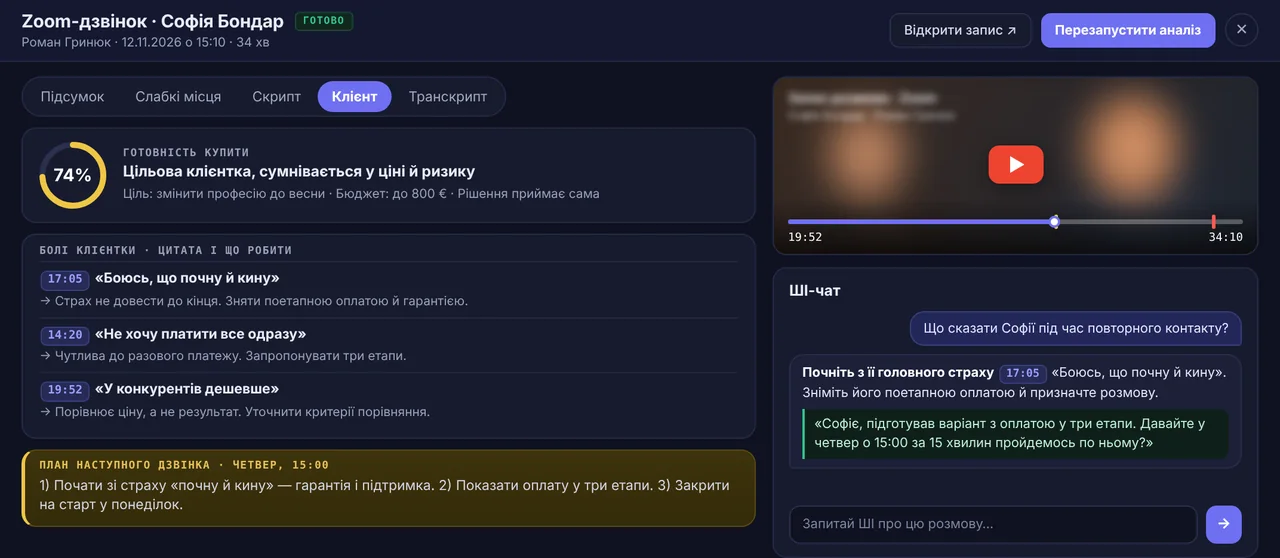 Zoom-дзвінок · Софія Бондар ГОТОВО
Роман Гринюк · 12.11.2026 о 15:10 · 34 хв
Відкрити запис ↗
Перезапустити аналіз
✕
Підсумок
Слабкі місця
Скрипт
Клієнт
Транскрипт
74%
ГОТОВНІСТЬ КУПИТИ
Цільова клієнтка, сумнівається у ціні й ризику
Ціль: змінити професію до весни · Бюджет: до 800 € · Рішення приймає сама
БОЛІ КЛІЄНТКИ · ЦИТАТА І ЩО РОБИТИ
17:05 «Боюсь, що почну й кину»
→ Страх не довести до кінця. Зняти поетапною оплатою й гарантією.
14:20 «Не хочу платити все одразу»
→ Чутлива до разового платежу. Запропонувати три етапи.
19:52 «У конкурентів дешевше»
→ Порівнює ціну, а не результат. Уточнити критерії порівняння.
ПЛАН НАСТУПНОГО ДЗВІНКА · ЧЕТВЕР, 15:00
1) Почати зі страху «почну й кину» — гарантія і підтримка. 2) Показати оплату у три етапи. 3) Закрити
на старт у понеділок.
19:52
34:10
ШІ-чат
Що сказати Софії під час повторного контакту?
Почніть з її головного страху 17:05 «Боюсь, що почну й кину».
Зніміть його поетапною оплатою й призначте розмову.
«Софіє, підготував варіант з оплатою у три етапи. Давайте у
четвер о 15:00 за 15 хвилин пройдемось по ньому?»
Запитай ШІ про цю розмову...
→